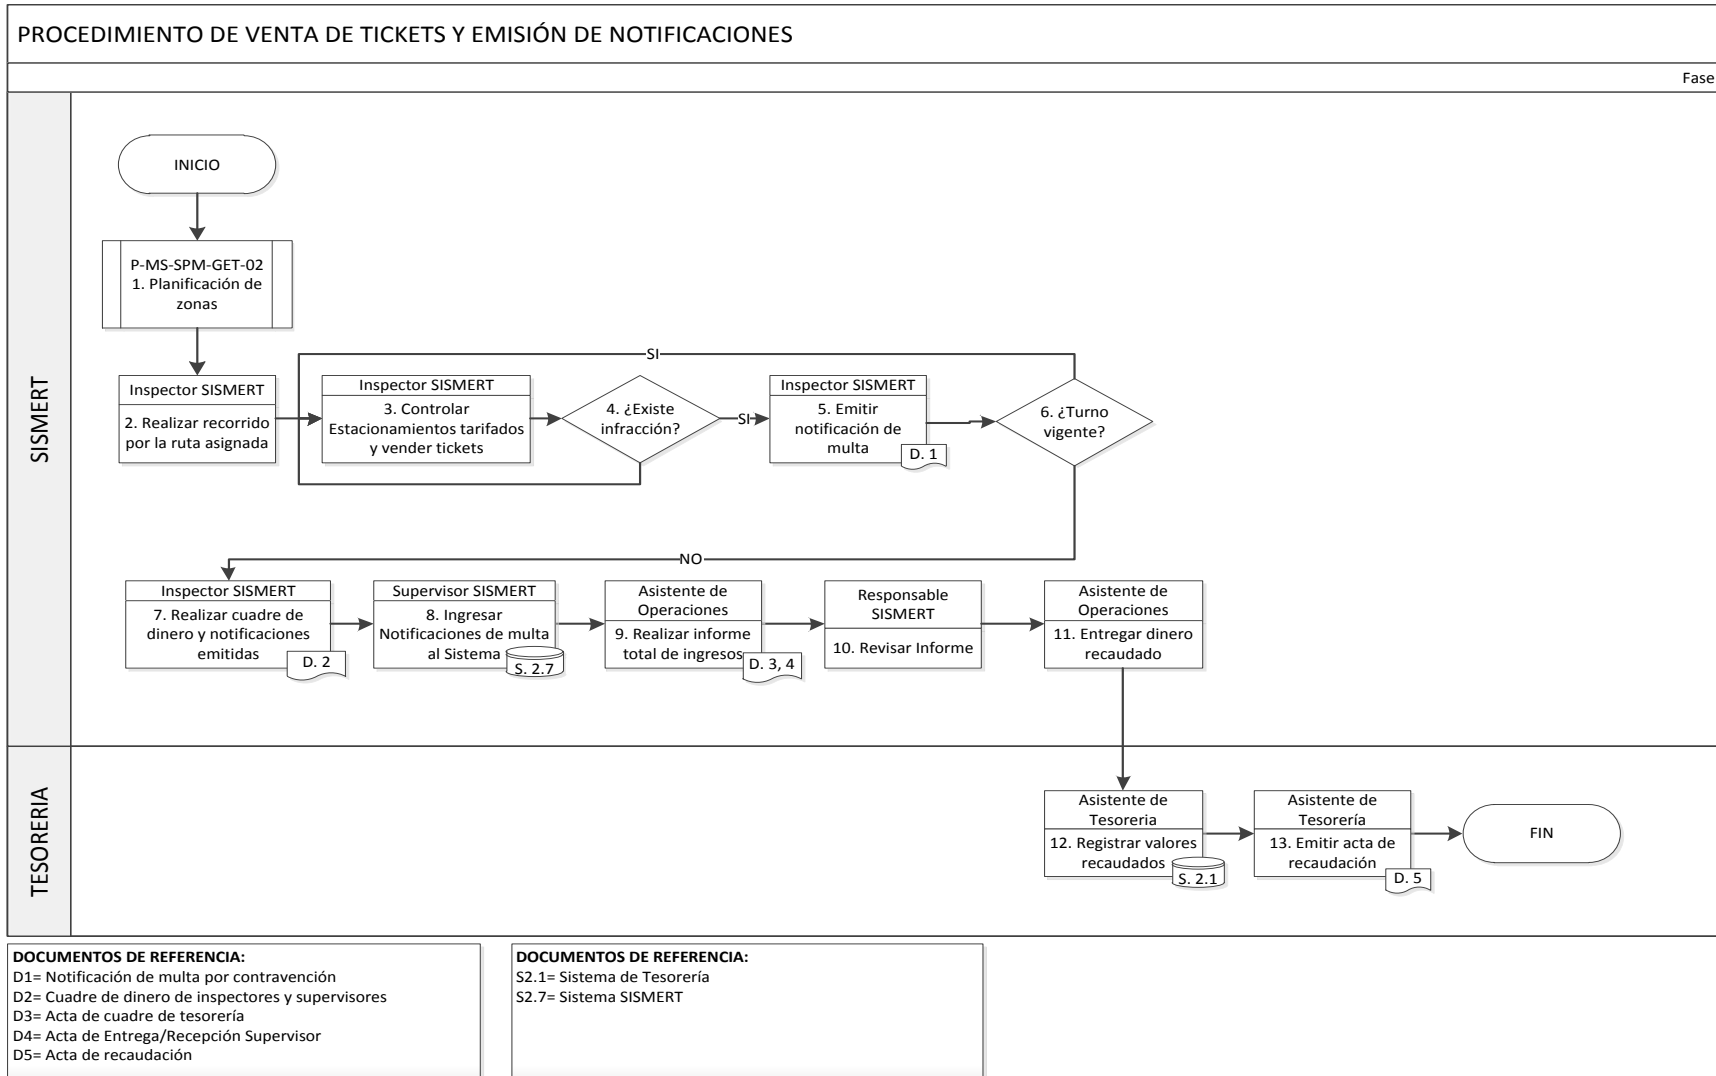 PROCEDIMIENTO DE VENTA DE TICKETS Y EMISIÓN DE NOTIFICACIONES
Fase
SISMERT
INICIO
P-MS-SPM-GET-02
1. Planificación de
zonas
Inspector SISMERT
2. Realizar recorrido
por la ruta asignada
Inspector SISMERT
3. Controlar
Estacionamientos tarifados
y vender tickets
4. ¿Existe
infracción?
SI
Inspector SISMERT
5. Emitir
notificación de
multa
D. 1
6. ¿Turno
vigente?
SI
NO
Inspector SISMERT
7. Realizar cuadre de
dinero y notificaciones
emitidas
D. 2
Supervisor SISMERT
8. Ingresar
Notificaciones de multa
al Sistema
S. 2.7
Asistente de
Operaciones
9. Realizar informe
total de ingresos
D. 3, 4
Responsable
SISMERT
10. Revisar Informe
Asistente de
Operaciones
11. Entregar dinero
recaudado
TESORERIA
Asistente de
Tesoreria
12. Registrar valores
recaudados
S. 2.1
Asistente de
Tesorería
13. Emitir acta de
recaudación
D. 5
FIN
DOCUMENTOS DE REFERENCIA:
D1= Notificación de multa por contravención
D2= Cuadre de dinero de inspectores y supervisores
D3= Acta de cuadre de tesorería
D4= Acta de Entrega/Recepción Supervisor
D5= Acta de recaudación
DOCUMENTOS DE REFERENCIA:
S2.1= Sistema de Tesorería
S2.7= Sistema SISMERT